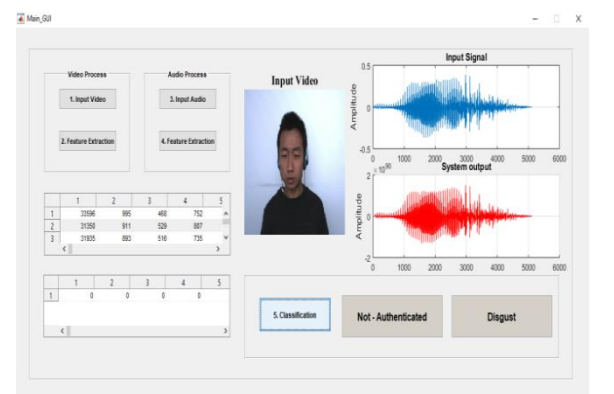 Main_GUI
Video Process
1. Input Video
2. Feature Extraction
Audio Process
3. Input Audio
4. Feature Extraction
Input Video
Input Signal
Amplitude
0.5
0
-0.5
0 1000 2000 3000 4000 5000 6000
System output
× 10^90
Amplitude
2
0
-2
0 1000 2000 3000 4000 5000 6000
1 2 3 4 5
1 33596 995 468 752
2 31350 911 529 807
3 31935 893 516 735
1 2 3 4 5
1 0 0 0 0
5. Classification
Not - Authenticated
Disgust